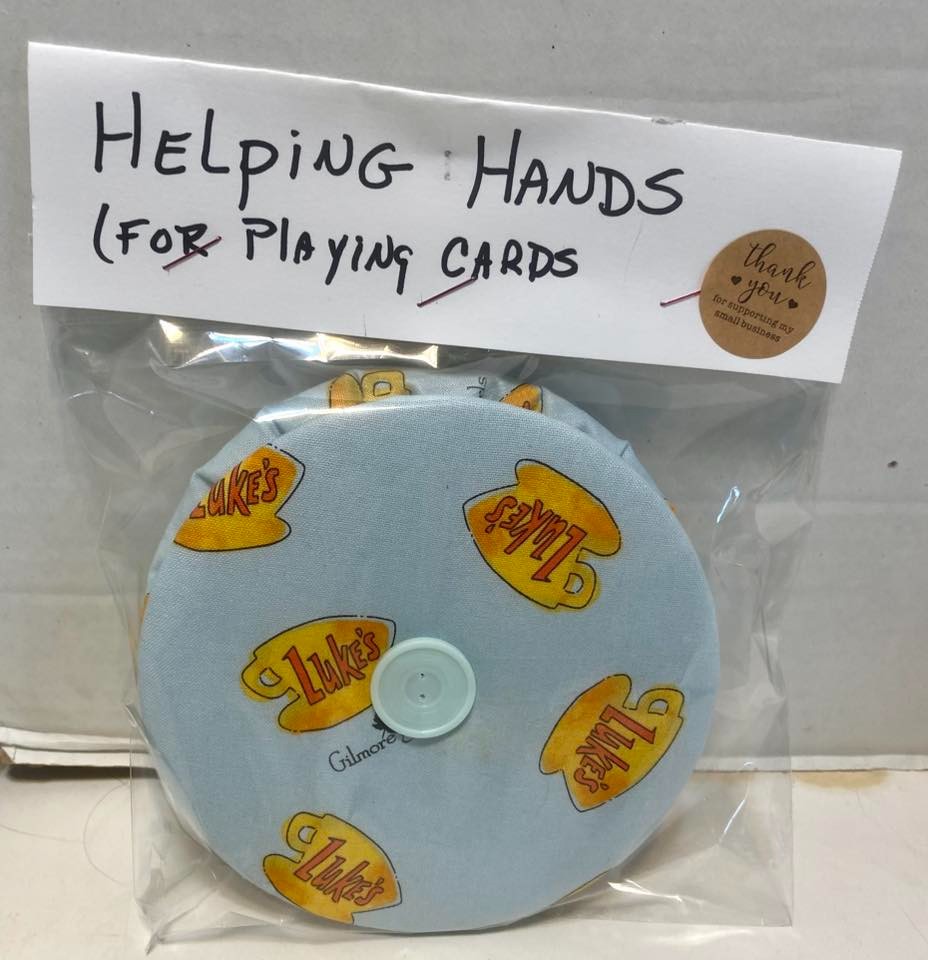 HELPING HANDS
(FOR PLAYING CARDS
thank
you
for supporting my
small business
LUKE'S
LUKE'S
LUKE'S
Gilmore
LUKE'S
LUKE'S